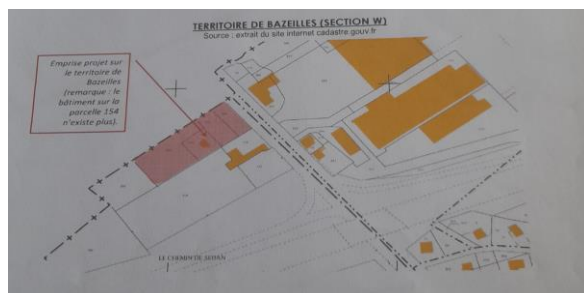 TERRITOIRE DE BAZEILLES (SECTION W)
Source : extrait du site internet cadastre.gouv.fr
Emprise projet sur
le territoire de
Bazeilles
(remarque : le
bâtiment sur la
parcelle 154
n'existe plus).
LE CHEMIN DE SEDAN